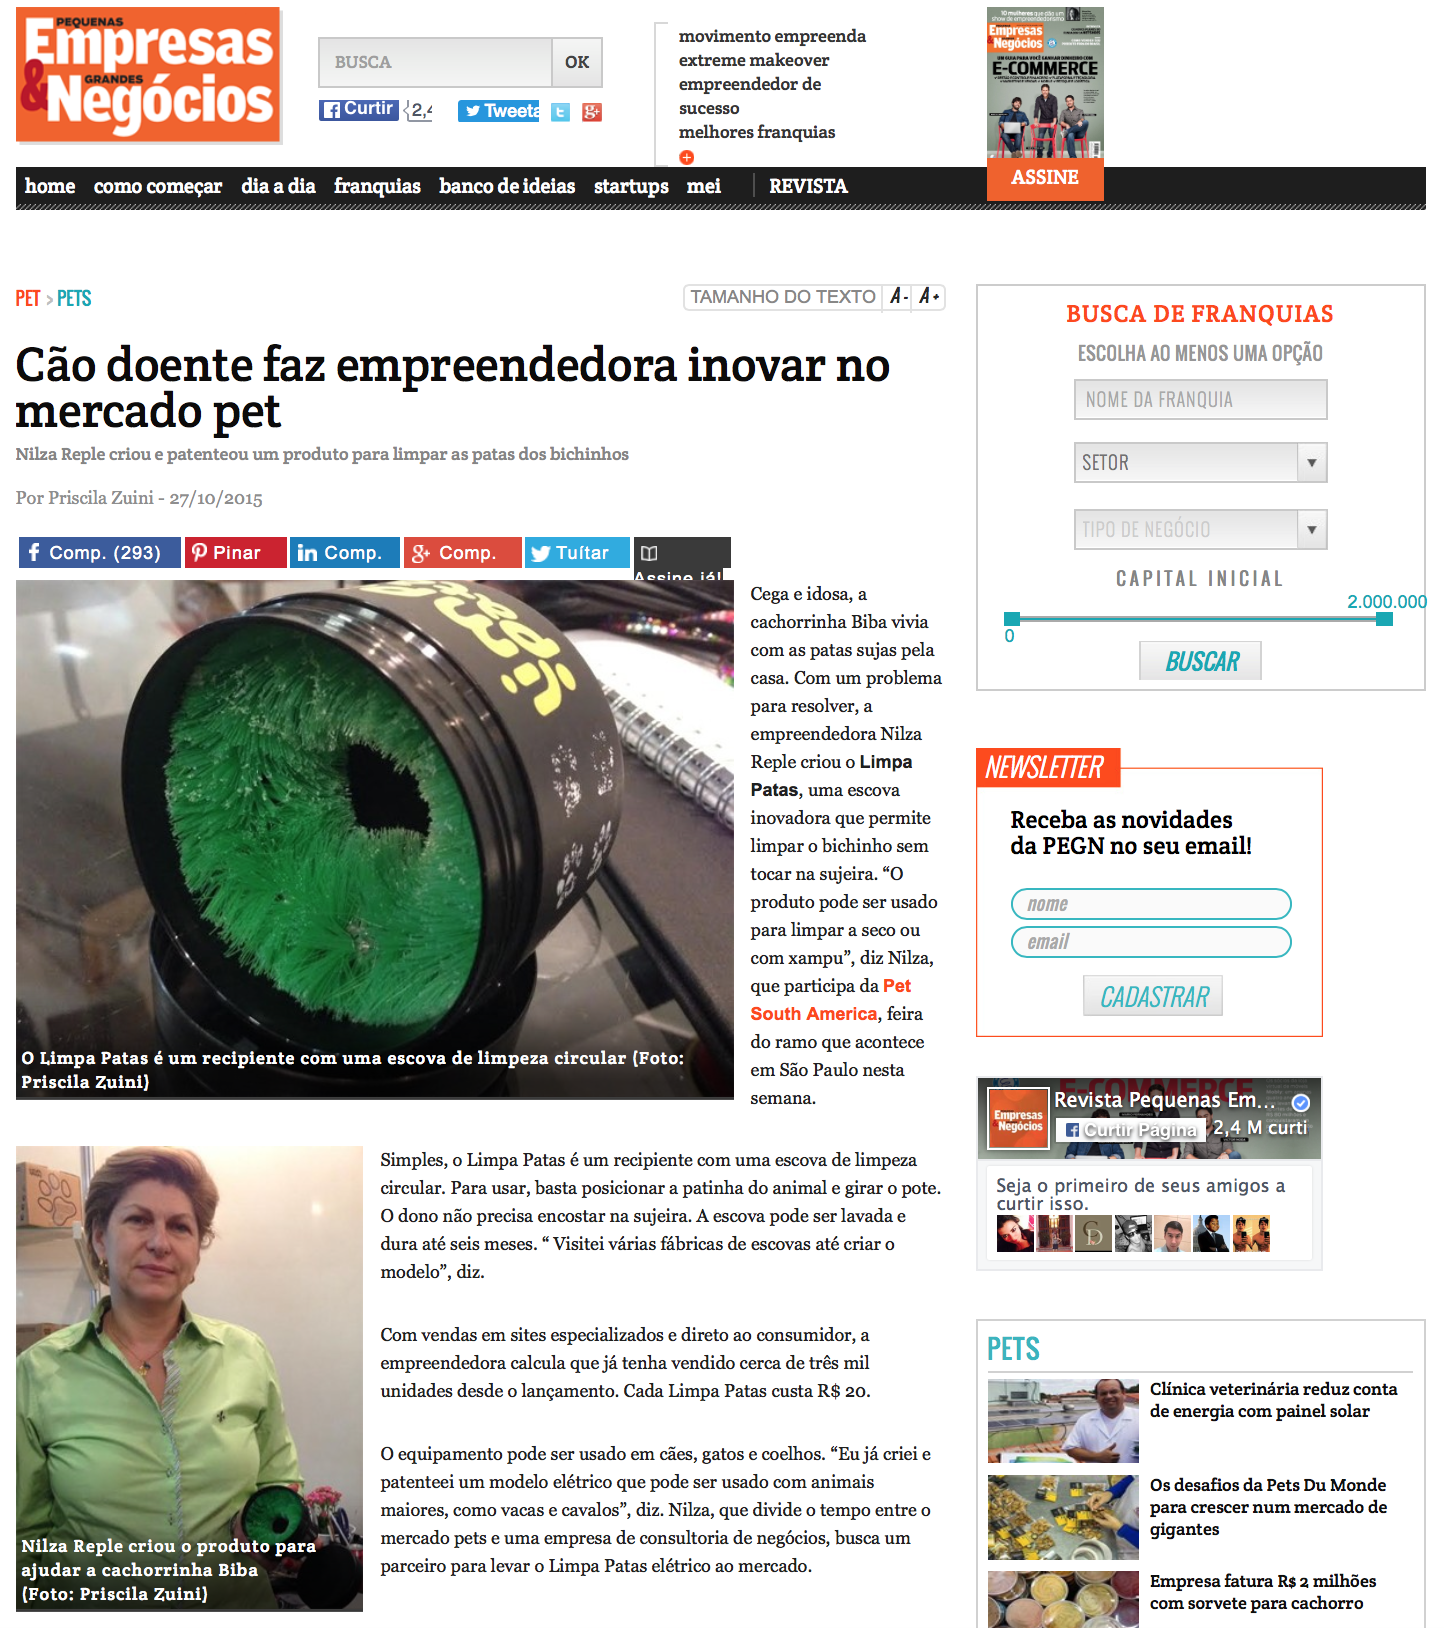 PEQUENAS
Empresas
& GRANDES
Negócios
BUSCA
OK
Curtir
Tweeta
movimento empreenda
extreme makeover
empreendedor de
sucesso
melhores franquias
10 mulheres que dão um
show de empreendedorismo
Empresas
Negócios
E-COMMERCE
ASSINE
home como começar dia a dia franquias banco de ideias startups mei REVISTA
PET > PETS
TAMANHO DO TEXTO A- A+
Cão doente faz empreendedora inovar no
mercado pet
Nilza Reple criou e patenteou um produto para limpar as patas dos bichinhos
Por Priscila Zuini - 27/10/2015
Comp. (293) Pinar Comp. Comp. Tuítar
Assine já!
O Limpa Patas é um recipiente com uma escova de limpeza circular (Foto:
Priscila Zuini)
Cega e idosa, a
cachorrinha Biba vivia
com as patas sujas pela
casa. Com um problema
para resolver, a
empreendedora Nilza
Reple criou o Limpa
Patas, uma escova
inovadora que permite
limpar o bichinho sem
tocar na sujeira. “O
produto pode ser usado
para limpar a seco ou
com xampu”, diz Nilza,
que participa da Pet
South America, feira
do ramo que acontece
em São Paulo nesta
semana.
Nilza Reple criou o produto para
ajudar a cachorrinha Biba
(Foto: Priscila Zuini)
Simples, o Limpa Patas é um recipiente com uma escova de limpeza
circular. Para usar, basta posicionar a patinha do animal e girar o pote.
O dono não precisa encostar na sujeira. A escova pode ser lavada e
dura até seis meses. “ Visitei várias fábricas de escovas até criar o
modelo”, diz.
Com vendas em sites especializados e direto ao consumidor, a
empreendedora calcula que já tenha vendido cerca de três mil
unidades desde o lançamento. Cada Limpa Patas custa R$ 20.
O equipamento pode ser usado em cães, gatos e coelhos. “Eu já criei e
patenteei um modelo elétrico que pode ser usado com animais
maiores, como vacas e cavalos”, diz. Nilza, que divide o tempo entre o
mercado pets e uma empresa de consultoria de negócios, busca um
parceiro para levar o Limpa Patas elétrico ao mercado.
BUSCA DE FRANQUIAS
ESCOLHA AO MENOS UMA OPÇÃO
NOME DA FRANQUIA
SETOR
TIPO DE NEGÓCIO
CAPITAL INICIAL
2.000.000
0
BUSCAR
NEWSLETTER
Receba as novidades
da PEGN no seu email!
nome
email
CADASTRAR
E-COMMERCE
Empresas
Negócios
Revista Pequenas Em...
Curtir Página
2,4 M curti
Seja o primeiro de seus amigos a
curtir isso.
PETS
Clínica veterinária reduz conta
de energia com painel solar
Os desafios da Pets Du Monde
para crescer num mercado de
gigantes
Empresa fatura R$ 2 milhões
com sorvete para cachorro